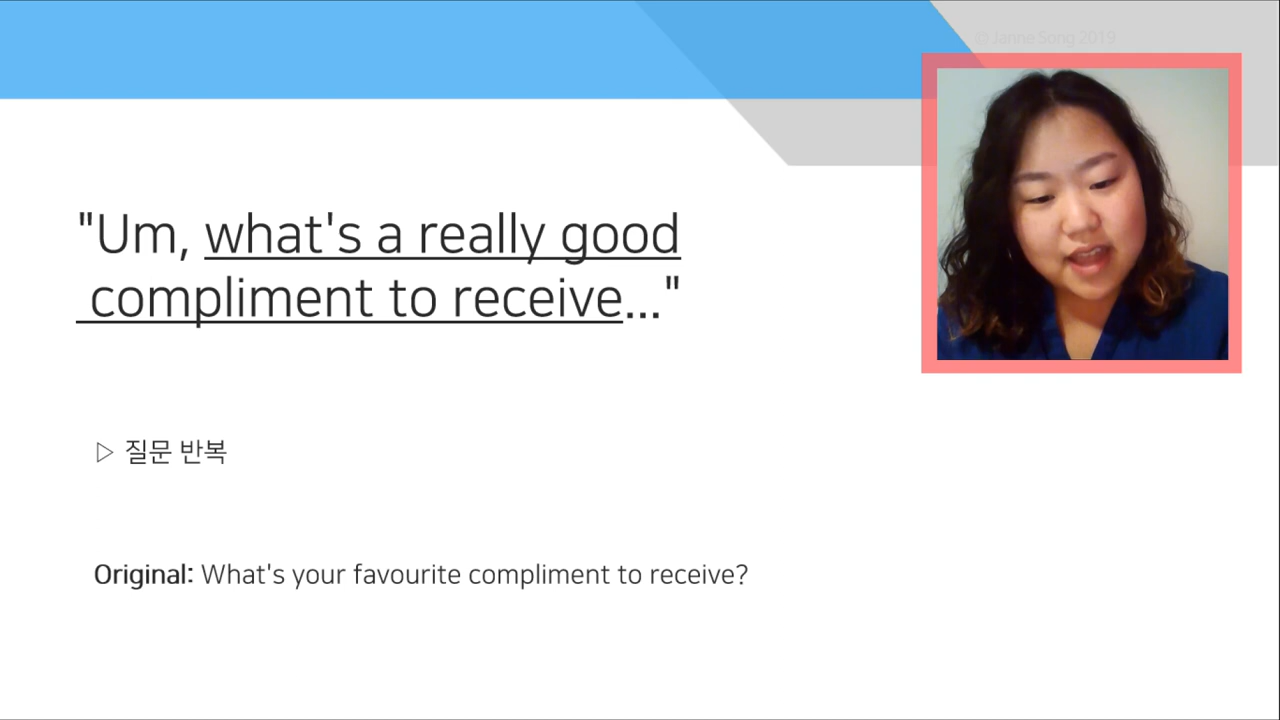 © Janne Song 2019
"Um, what's a really good
compliment to receive..."
▷ 질문 반복
Original: What's your favourite compliment to receive?